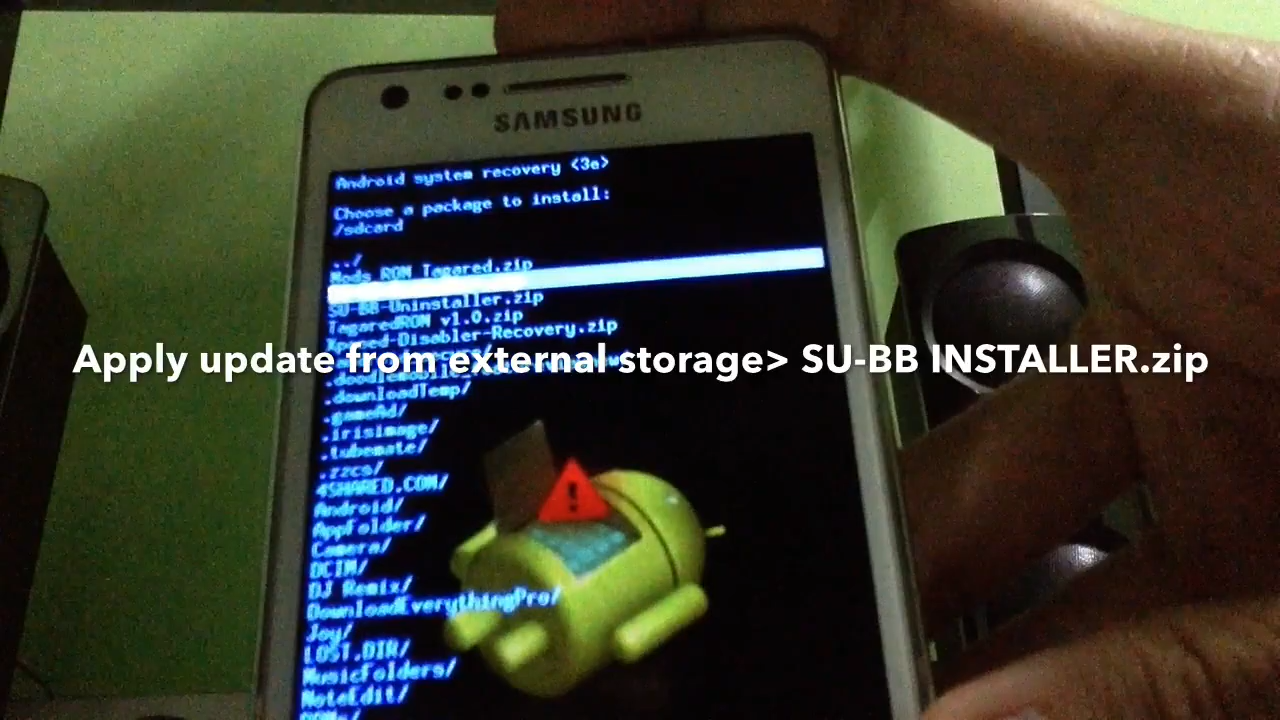 SAMSUNG
Android system recovery <3e>
Choose a package to install:
/sdcard
../
Mods ROM Tagared.zip
SU-BB-Uninstaller.zip
TagaredROM v1.0.zip
Xposed-Disabler-Recovery.zip
Apply update from external storage> SU-BB INSTALLER.zip
.downloadTemp/
.gameAd/
.irisimage/
.tubemate/
.zzcs/
4SHARED.COM/
Android/
AppFolder/
Camera/
DCIM/
DJ Remix/
DownloadEverythingPro/
Joy/
LOST.DIR/
MusicFolders/
NoteEdit/